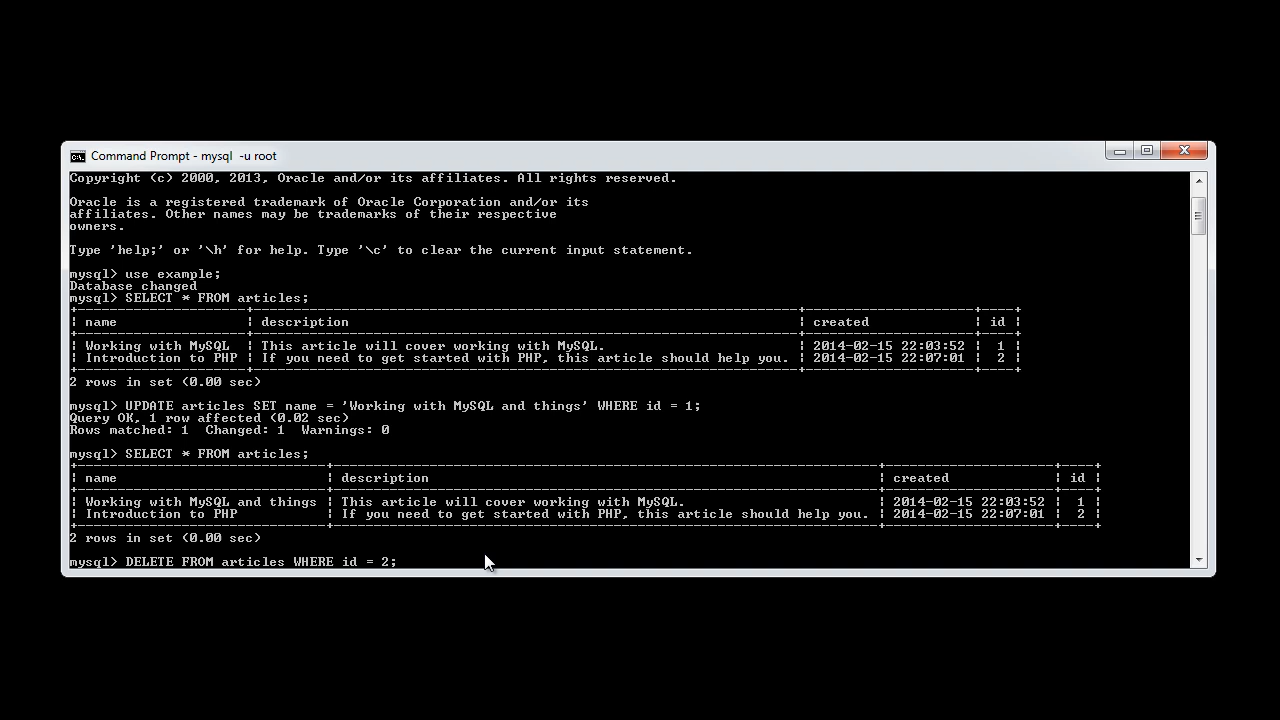 Command Prompt - mysql  -u root
Copyright (c) 2000, 2013, Oracle and/or its affiliates. All rights reserved.
Oracle is a registered trademark of Oracle Corporation and/or its
affiliates. Other names may be trademarks of their respective
owners.
Type 'help;' or '\h' for help. Type '\c' to clear the current input statement.
mysql> use example;
Database changed
mysql> SELECT * FROM articles;
| name | description | created | id |
| Working with MySQL | This article will cover working with MySQL. | 2014-02-15 22:03:52 | 1 |
| Introduction to PHP | If you need to get started with PHP, this article should help you. | 2014-02-15 22:07:01 | 2 |
2 rows in set (0.00 sec)
mysql> UPDATE articles SET name = 'Working with MySQL and things' WHERE id = 1;
Query OK, 1 row affected (0.02 sec)
Rows matched: 1  Changed: 1  Warnings: 0
mysql> SELECT * FROM articles;
| name | description | created | id |
| Working with MySQL and things | This article will cover working with MySQL. | 2014-02-15 22:03:52 | 1 |
| Introduction to PHP | If you need to get started with PHP, this article should help you. | 2014-02-15 22:07:01 | 2 |
2 rows in set (0.00 sec)
mysql> DELETE FROM articles WHERE id = 2;